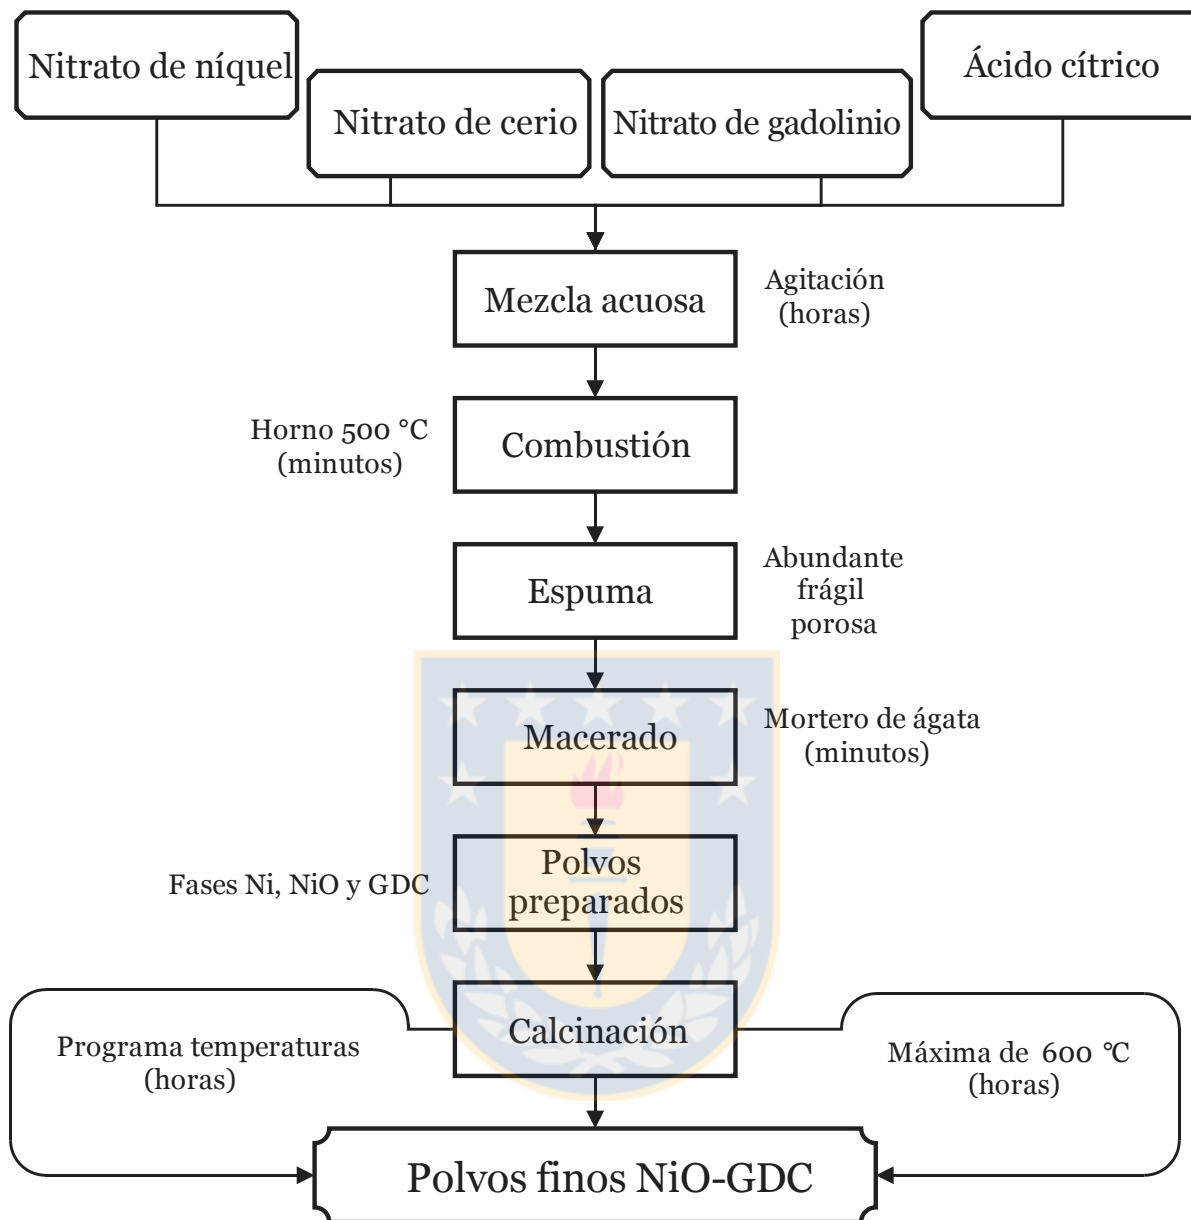 Nitrato de níquel
Nitrato de cerio
Nitrato de gadolinio
Ácido cítrico
Mezcla acuosa
Agitación
(horas)
Horno 500 °C
(minutos)
Combustión
Espuma
Abundante
frágil
porosa
Macerado
Mortero de ágata
(minutos)
Fases Ni, NiO y GDC
Polvos
preparados
Programa temperaturas
(horas)
Calcinación
Máxima de 600 °C
(horas)
Polvos finos NiO-GDC